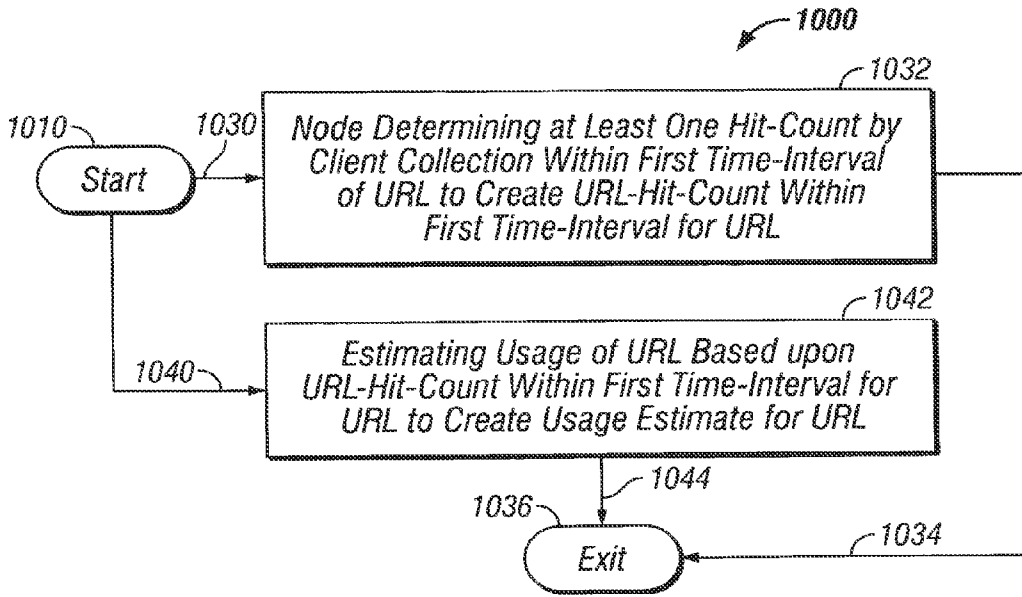 1000
1032
1010
1030
Start
Node Determining at Least One Hit-Count by
Client Collection Within First Time-Interval
of URL to Create URL-Hit-Count Within
First Time-Interval for URL
1042
1040
Estimating Usage of URL Based upon
URL-Hit-Count Within First Time-Interval for
URL to Create Usage Estimate for URL
1044
1036
Exit
1034